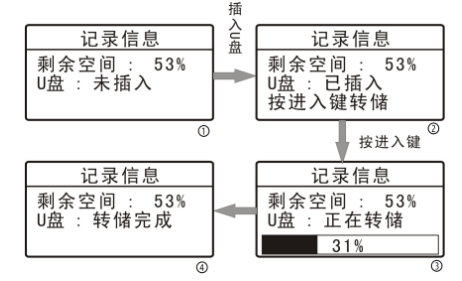 记录信息
剩余空间 : 53%
U盘 : 未插入
①
插入U盘
记录信息
剩余空间 : 53%
U盘 : 已插入
按进入键转储
②
按进入键
记录信息
剩余空间 : 53%
U盘 : 正在转储
31%
③
记录信息
剩余空间 : 53%
U盘 : 转储完成
④